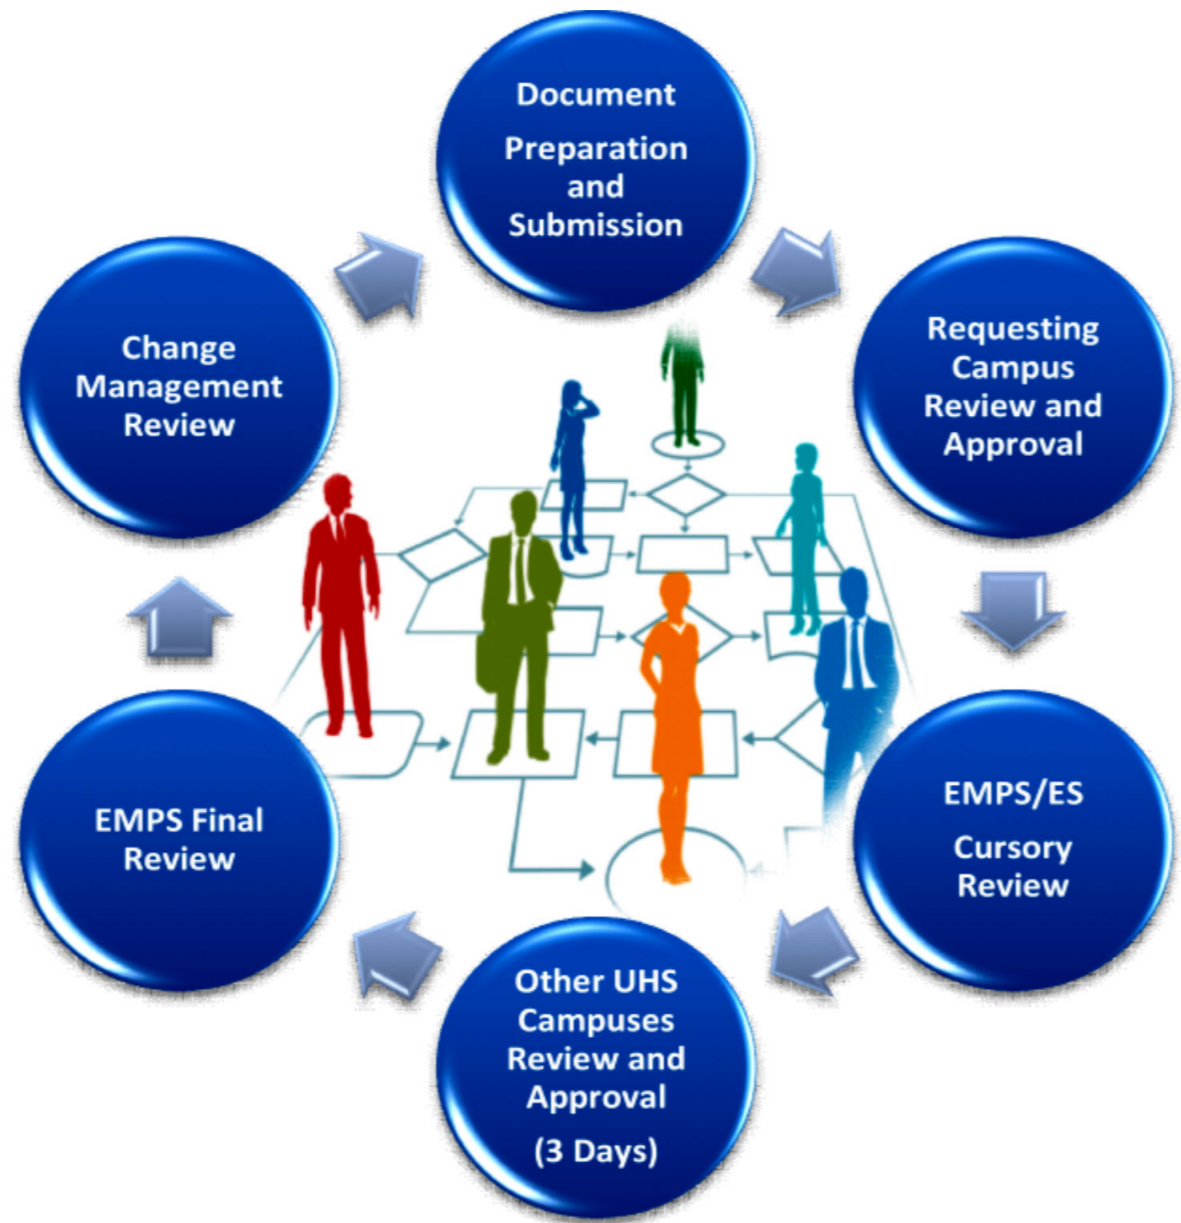 Document
Preparation
and
Submission
Requesting
Campus
Review and
Approval
EMPS/ES
Cursory
Review
Other UHS
Campuses
Review and
Approval
(3 Days)
EMPS Final
Review
Change
Management
Review